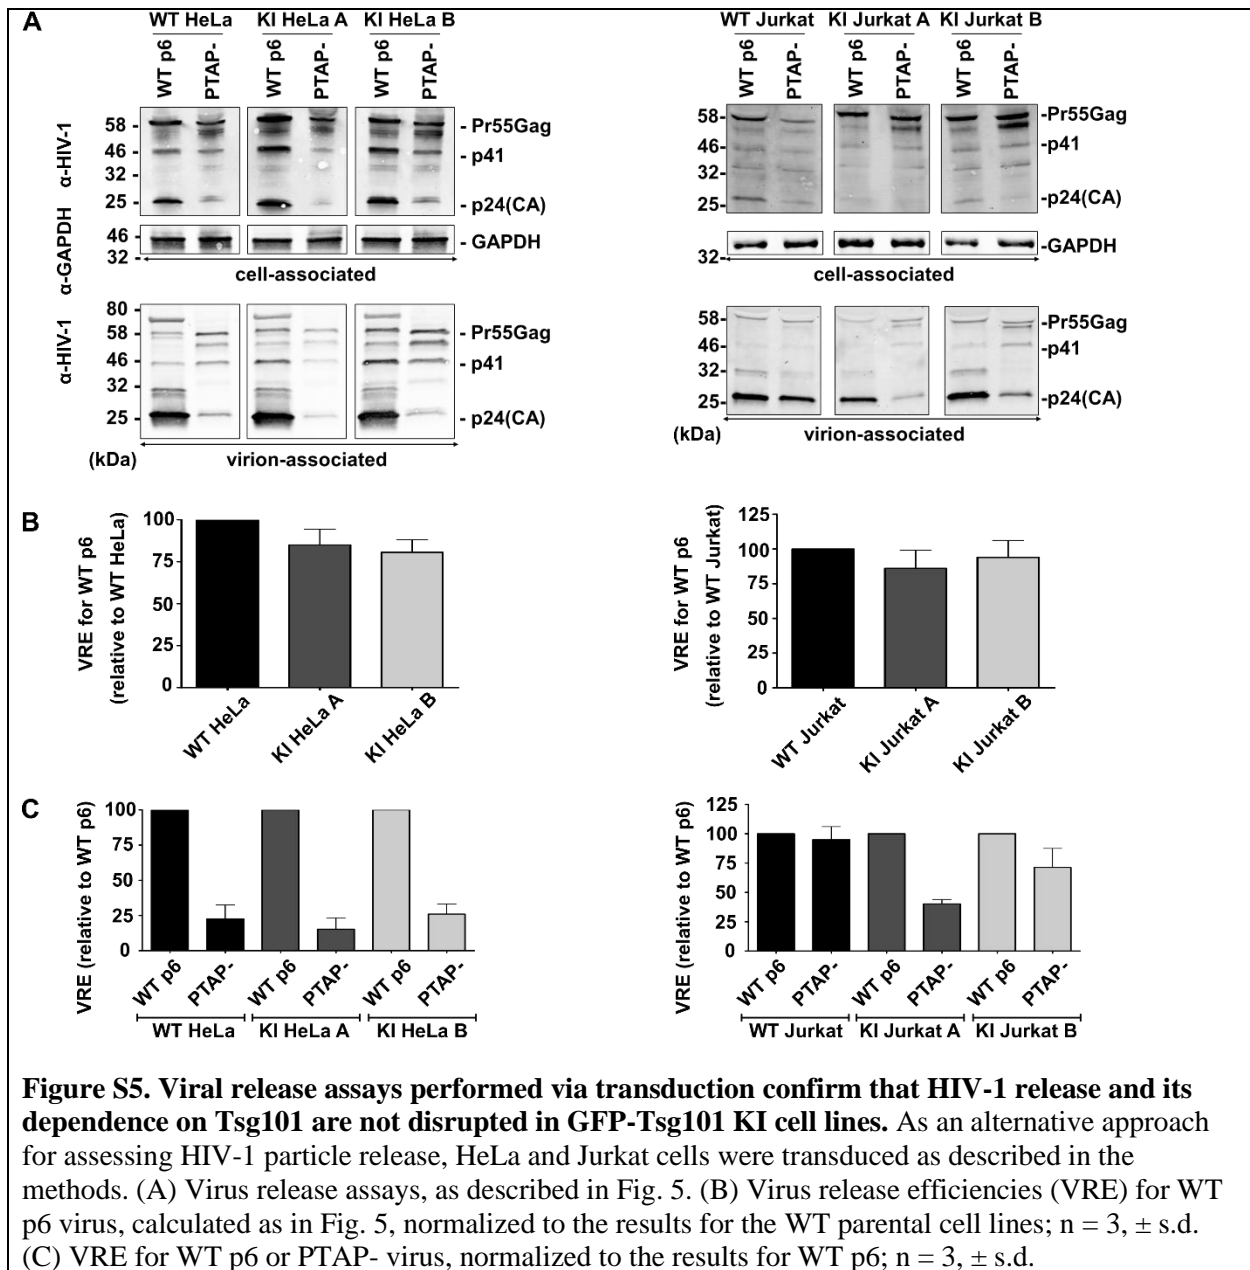 A
WT HeLa KI HeLa A KI HeLa B
WT p6 PTAP- WT p6 PTAP- WT p6 PTAP-
α-HIV-1
58
46
32
25
Pr55Gag
p41
p24(CA)
α-GAPDH
46
32
GAPDH
cell-associated
α-HIV-1
80
58
46
32
25
Pr55Gag
p41
p24(CA)
(kDa)
virion-associated
WT Jurkat KI Jurkat A KI Jurkat B
WT p6 PTAP- WT p6 PTAP- WT p6 PTAP-
58
46
32
25
Pr55Gag
p41
p24(CA)
32
GAPDH
cell-associated
58
46
32
25
Pr55Gag
p41
p24(CA)
(kDa)
virion-associated
B
VRE for WT p6
(relative to WT HeLa)
100
75
50
25
0
WT HeLa
KI HeLa A
KI HeLa B
VRE for WT p6
(relative to WT Jurkat)
125
100
75
50
25
0
WT Jurkat
KI Jurkat A
KI Jurkat B
C
VRE (relative to WT p6)
100
75
50
25
0
WT p6 PTAP- WT p6 PTAP- WT p6 PTAP-
WT HeLa KI HeLa A KI HeLa B
VRE (relative to WT p6)
125
100
75
50
25
0
WT p6 PTAP- WT p6 PTAP- WT p6 PTAP-
WT Jurkat KI Jurkat A KI Jurkat B
Figure S5. Viral release assays performed via transduction confirm that HIV-1 release and its
dependence on Tsg101 are not disrupted in GFP-Tsg101 KI cell lines. As an alternative approach
for assessing HIV-1 particle release, HeLa and Jurkat cells were transduced as described in the
methods. (A) Virus release assays, as described in Fig. 5. (B) Virus release efficiencies (VRE) for WT
p6 virus, calculated as in Fig. 5, normalized to the results for the WT parental cell lines; n = 3, ± s.d.
(C) VRE for WT p6 or PTAP- virus, normalized to the results for WT p6; n = 3, ± s.d.